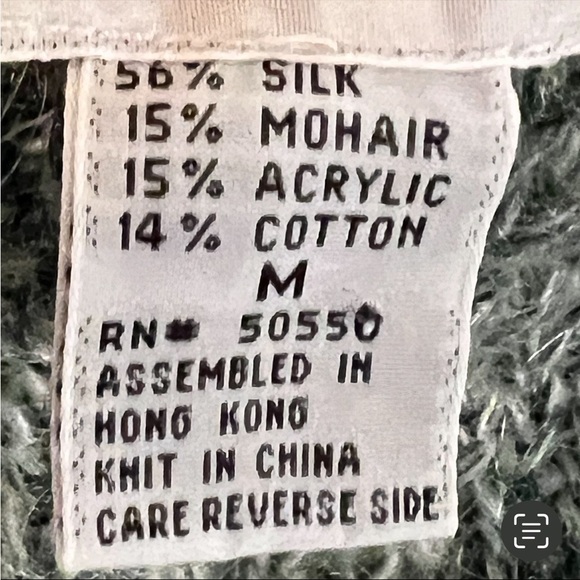 56% SILK
15% MOHAIR
15% ACRYLIC
14% COTTON
M
RN# 50550
ASSEMBLED IN
HONG KONG
KNIT IN CHINA
CARE REVERSE SIDE